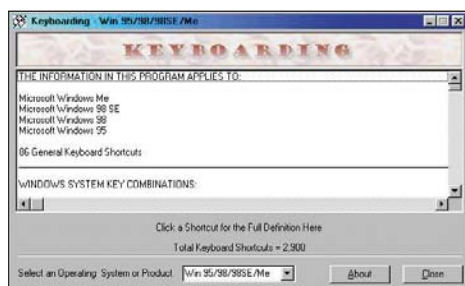 Keyboarding - Win 95/98/98SE/Me
KEYBOARDING
THE INFORMATION IN THIS PROGRAM APPLIES TO:
Microsoft Windows Me
Microsoft Windows 98 SE
Microsoft Windows 98
Microsoft Windows 95
86 General Keyboard Shortcuts
WINDOWS SYSTEM KEY COMBINATIONS:
Click a Shortcut for the Full Definition Here
Total Keyboard Shortcuts = 2,900
Select an Operating System or Product Win 95/98/98SE/Me About Close